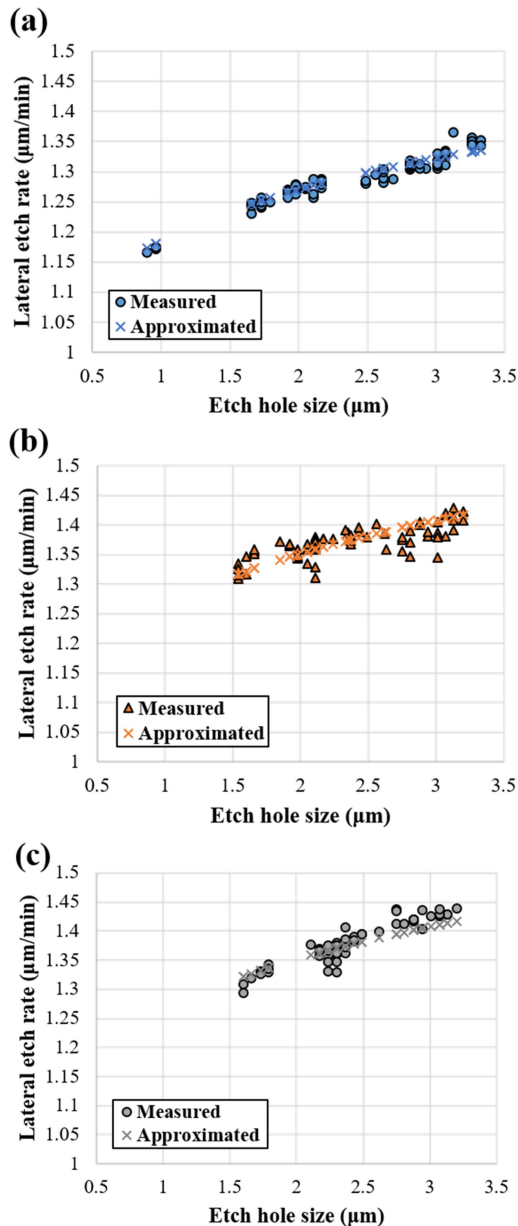 (a)
1.5
1.45
1.4
1.35
1.3
1.25
1.2
1.15
1.1
1.05
1
Lateral etch rate (µm/min)
Measured
Approximated
0.5 1 1.5 2 2.5 3 3.5
Etch hole size (µm)
(b)
1.5
1.45
1.4
1.35
1.3
1.25
1.2
1.15
1.1
1.05
1
Lateral etch rate (µm/min)
Measured
Approximated
0.5 1 1.5 2 2.5 3 3.5
Etch hole size (µm)
(c)
1.5
1.45
1.4
1.35
1.3
1.25
1.2
1.15
1.1
1.05
1
Lateral etch rate (µm/min)
Measured
Approximated
0.5 1 1.5 2 2.5 3 3.5
Etch hole size (µm)